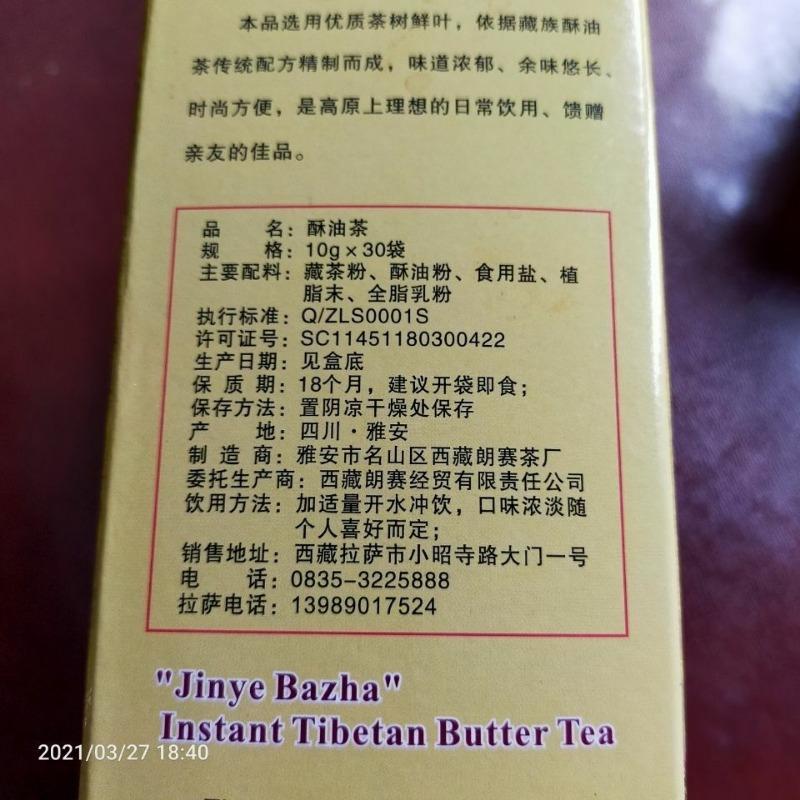 本品选用优质茶树鲜叶，依据藏族酥油
茶传统配方精制而成，味道浓郁、余味悠长、
时尚方便，是高原上理想的日常饮用、馈赠
亲友的佳品。
品 名：酥油茶
规 格：10g×30袋
主要配料：藏茶粉、酥油粉、食用盐、植
脂末、全脂乳粉
执行标准：Q/ZLS0001S
许可证号：SC11451180300422
生产日期：见盒底
保 质 期：18个月，建议开袋即食；
保存方法：置阴凉干燥处保存
产 地：四川·雅安
制 造 商：雅安市名山区西藏朗赛茶厂
委托生产商：西藏朗赛经贸有限责任公司
饮用方法：加适量开水冲饮，口味浓淡随
个人喜好而定；
销售地址：西藏拉萨市小昭寺路大门一号
电 话：0835-3225888
拉萨电话：13989017524
"Jinye Bazha"
Instant Tibetan Butter Tea
2021/03/27 18:40